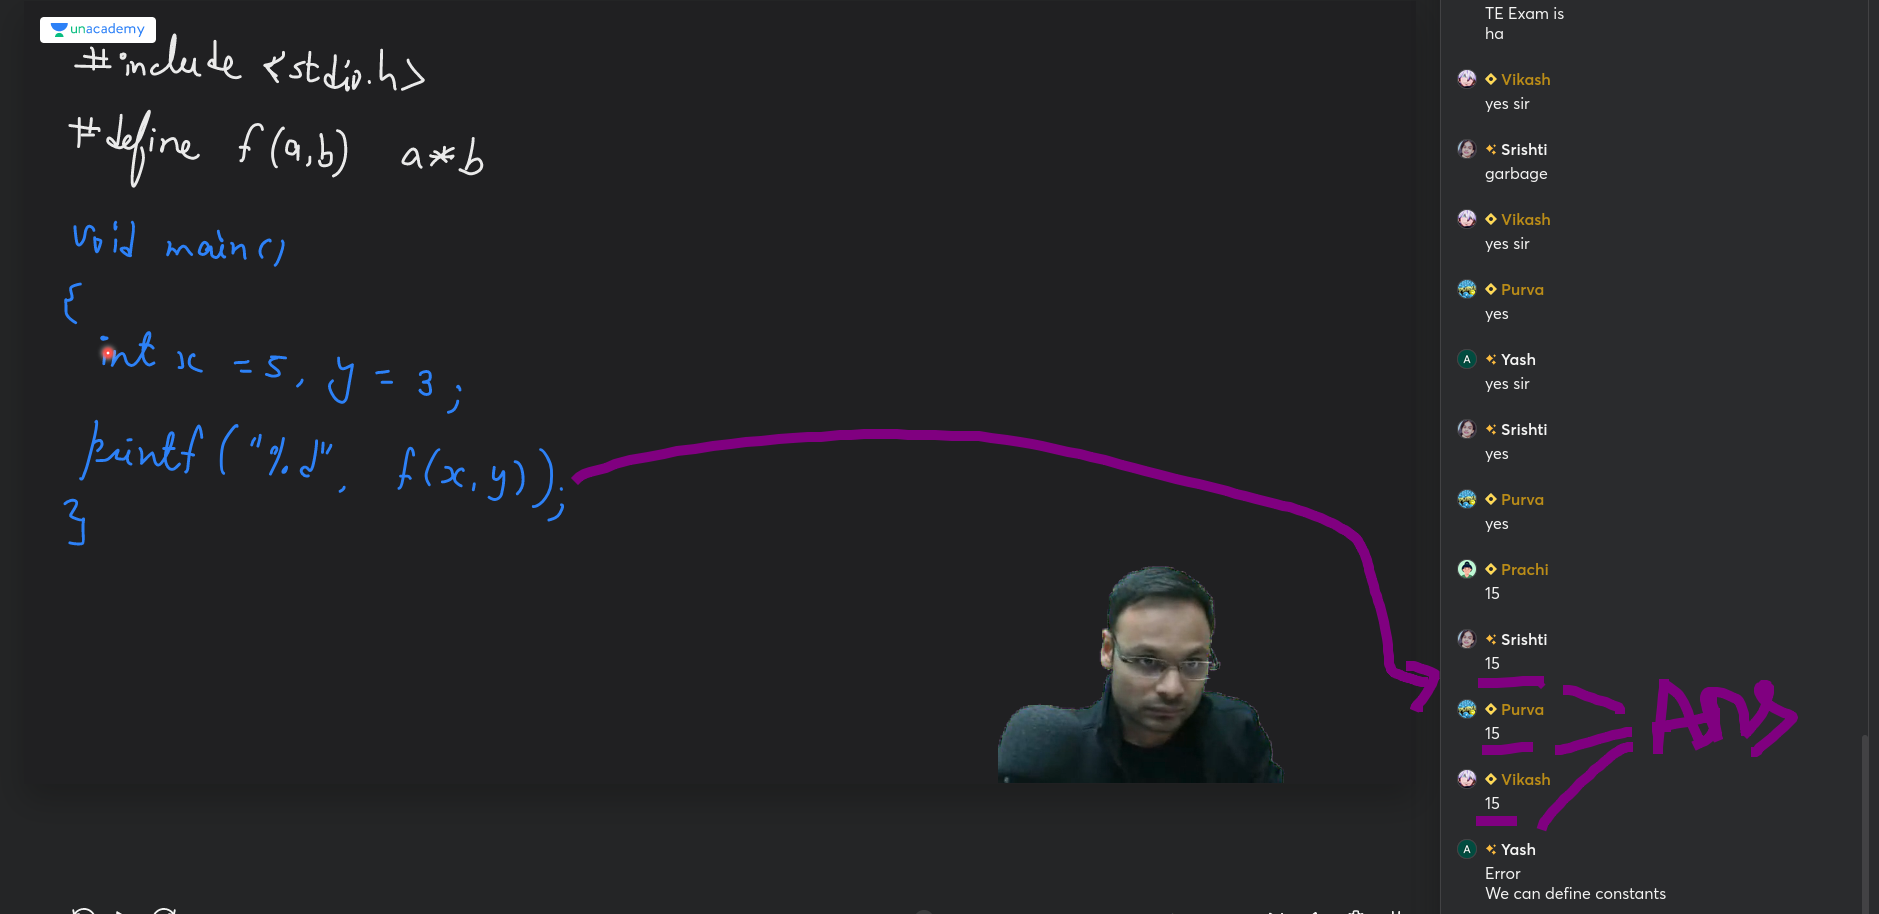 unacademy
#include <stdio.h>
#define f(a,b) a*b
void main()
{
int x = 5, y = 3;
printf("%d", f(x,y));
}
TE Exam is
ha
Vikash
yes sir
Srishti
garbage
Vikash
yes sir
Purva
yes
A Yash
yes sir
Srishti
yes
Purva
yes
Prachi
15
Srishti
15
Purva
15
Vikash
15
Ans
A Yash
Error
We can define constants